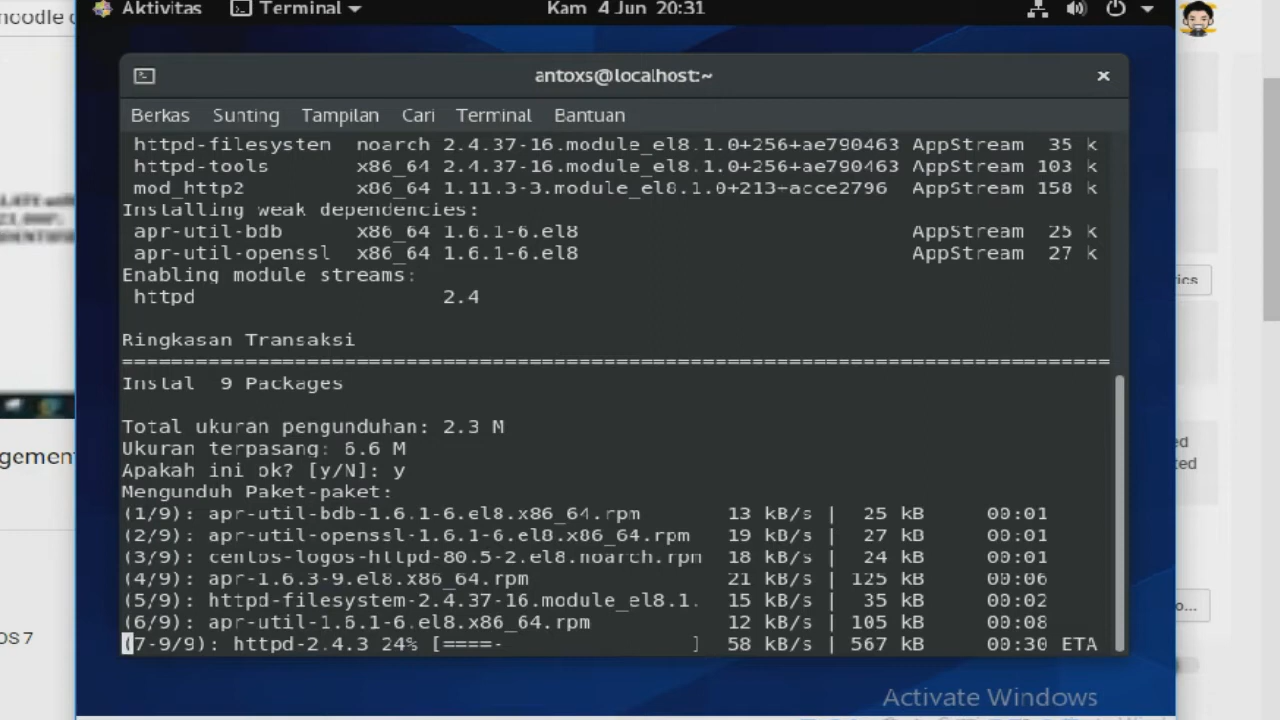 noodle
Aktivitas Terminal Kam 4 Jun 20:31
antoxs@localhost:~
Berkas Sunting Tampilan Cari Terminal Bantuan
httpd-filesystem noarch 2.4.37-16.module_el8.1.0+256+ae790463 AppStream 35 k
httpd-tools x86_64 2.4.37-16.module_el8.1.0+256+ae790463 AppStream 103 k
mod_http2 x86_64 1.11.3-3.module_el8.1.0+213+acce2796 AppStream 158 k
Installing weak dependencies:
apr-util-bdb x86_64 1.6.1-6.el8 AppStream 25 k
apr-util-openssl x86_64 1.6.1-6.el8 AppStream 27 k
Enabling module streams:
httpd 2.4
Ringkasan Transaksi
================================================================================
Instal 9 Packages
Total ukuran pengunduhan: 2.3 M
Ukuran terpasang: 6.6 M
Apakah ini ok? [y/N]: y
Mengunduh Paket-paket:
(1/9): apr-util-bdb-1.6.1-6.el8.x86_64.rpm 13 kB/s | 25 kB 00:01
(2/9): apr-util-openssl-1.6.1-6.el8.x86_64.rpm 19 kB/s | 27 kB 00:01
(3/9): centos-logos-httpd-80.5-2.el8.noarch.rpm 18 kB/s | 24 kB 00:01
(4/9): apr-1.6.3-9.el8.x86_64.rpm 21 kB/s | 125 kB 00:06
(5/9): httpd-filesystem-2.4.37-16.module_el8.1. 15 kB/s | 35 kB 00:02
(6/9): apr-util-1.6.1-6.el8.x86_64.rpm 12 kB/s | 105 kB 00:08
(7-9/9): httpd-2.4.3 24% [====- ] 58 kB/s | 567 kB 00:30 ETA
Activate Windows
gement
OS 7
ics
ed
ted
o...